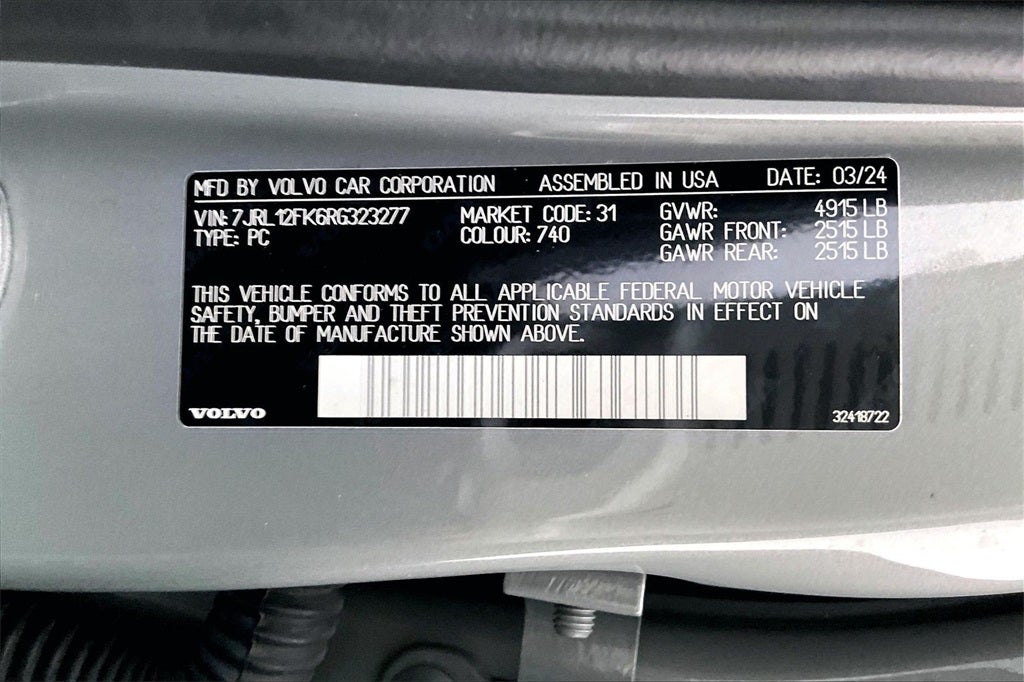 MFD BY VOLVO CAR CORPORATION ASSEMBLED IN USA DATE: 03/24
VIN: 7JRL12FK6RG323277 MARKET CODE: 31 GVWR: 4915 LB
TYPE: PC COLOUR: 740 GAWR FRONT: 2515 LB
GAWR REAR: 2515 LB
THIS VEHICLE CONFORMS TO ALL APPLICABLE FEDERAL MOTOR VEHICLE
SAFETY, BUMPER AND THEFT PREVENTION STANDARDS IN EFFECT ON
THE DATE OF MANUFACTURE SHOWN ABOVE.
VOLVO 32418722